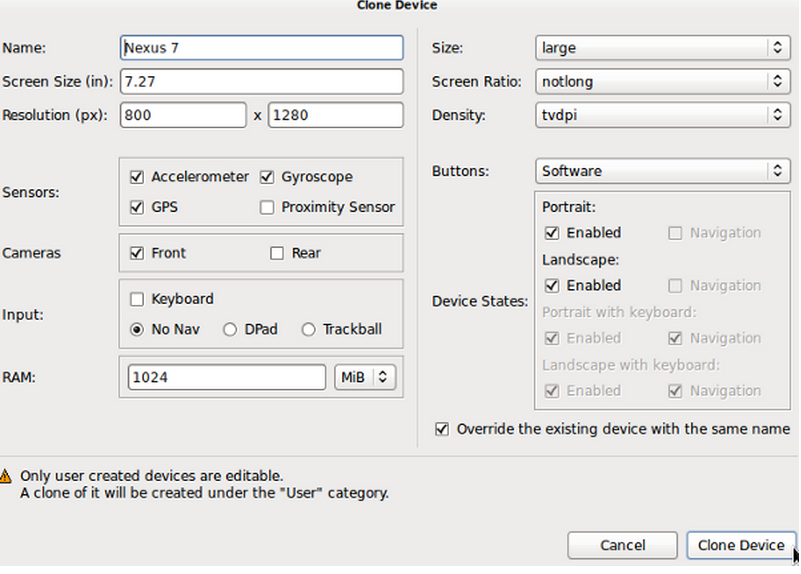 Clone Device
Name: Nexus 7
Screen Size (in): 7.27
Resolution (px): 800 x 1280
Sensors:
Accelerometer Gyroscope
GPS Proximity Sensor
Cameras Front Rear
Input:
Keyboard
No Nav DPad Trackball
RAM: 1024 MiB
Size: large
Screen Ratio: notlong
Density: tvdpi
Buttons: Software
Device States:
Portrait:
Enabled Navigation
Landscape:
Enabled Navigation
Portrait with keyboard:
Enabled Navigation
Landscape with keyboard:
Enabled Navigation
Override the existing device with the same name
Only user created devices are editable.
A clone of it will be created under the "User" category.
Cancel Clone Device